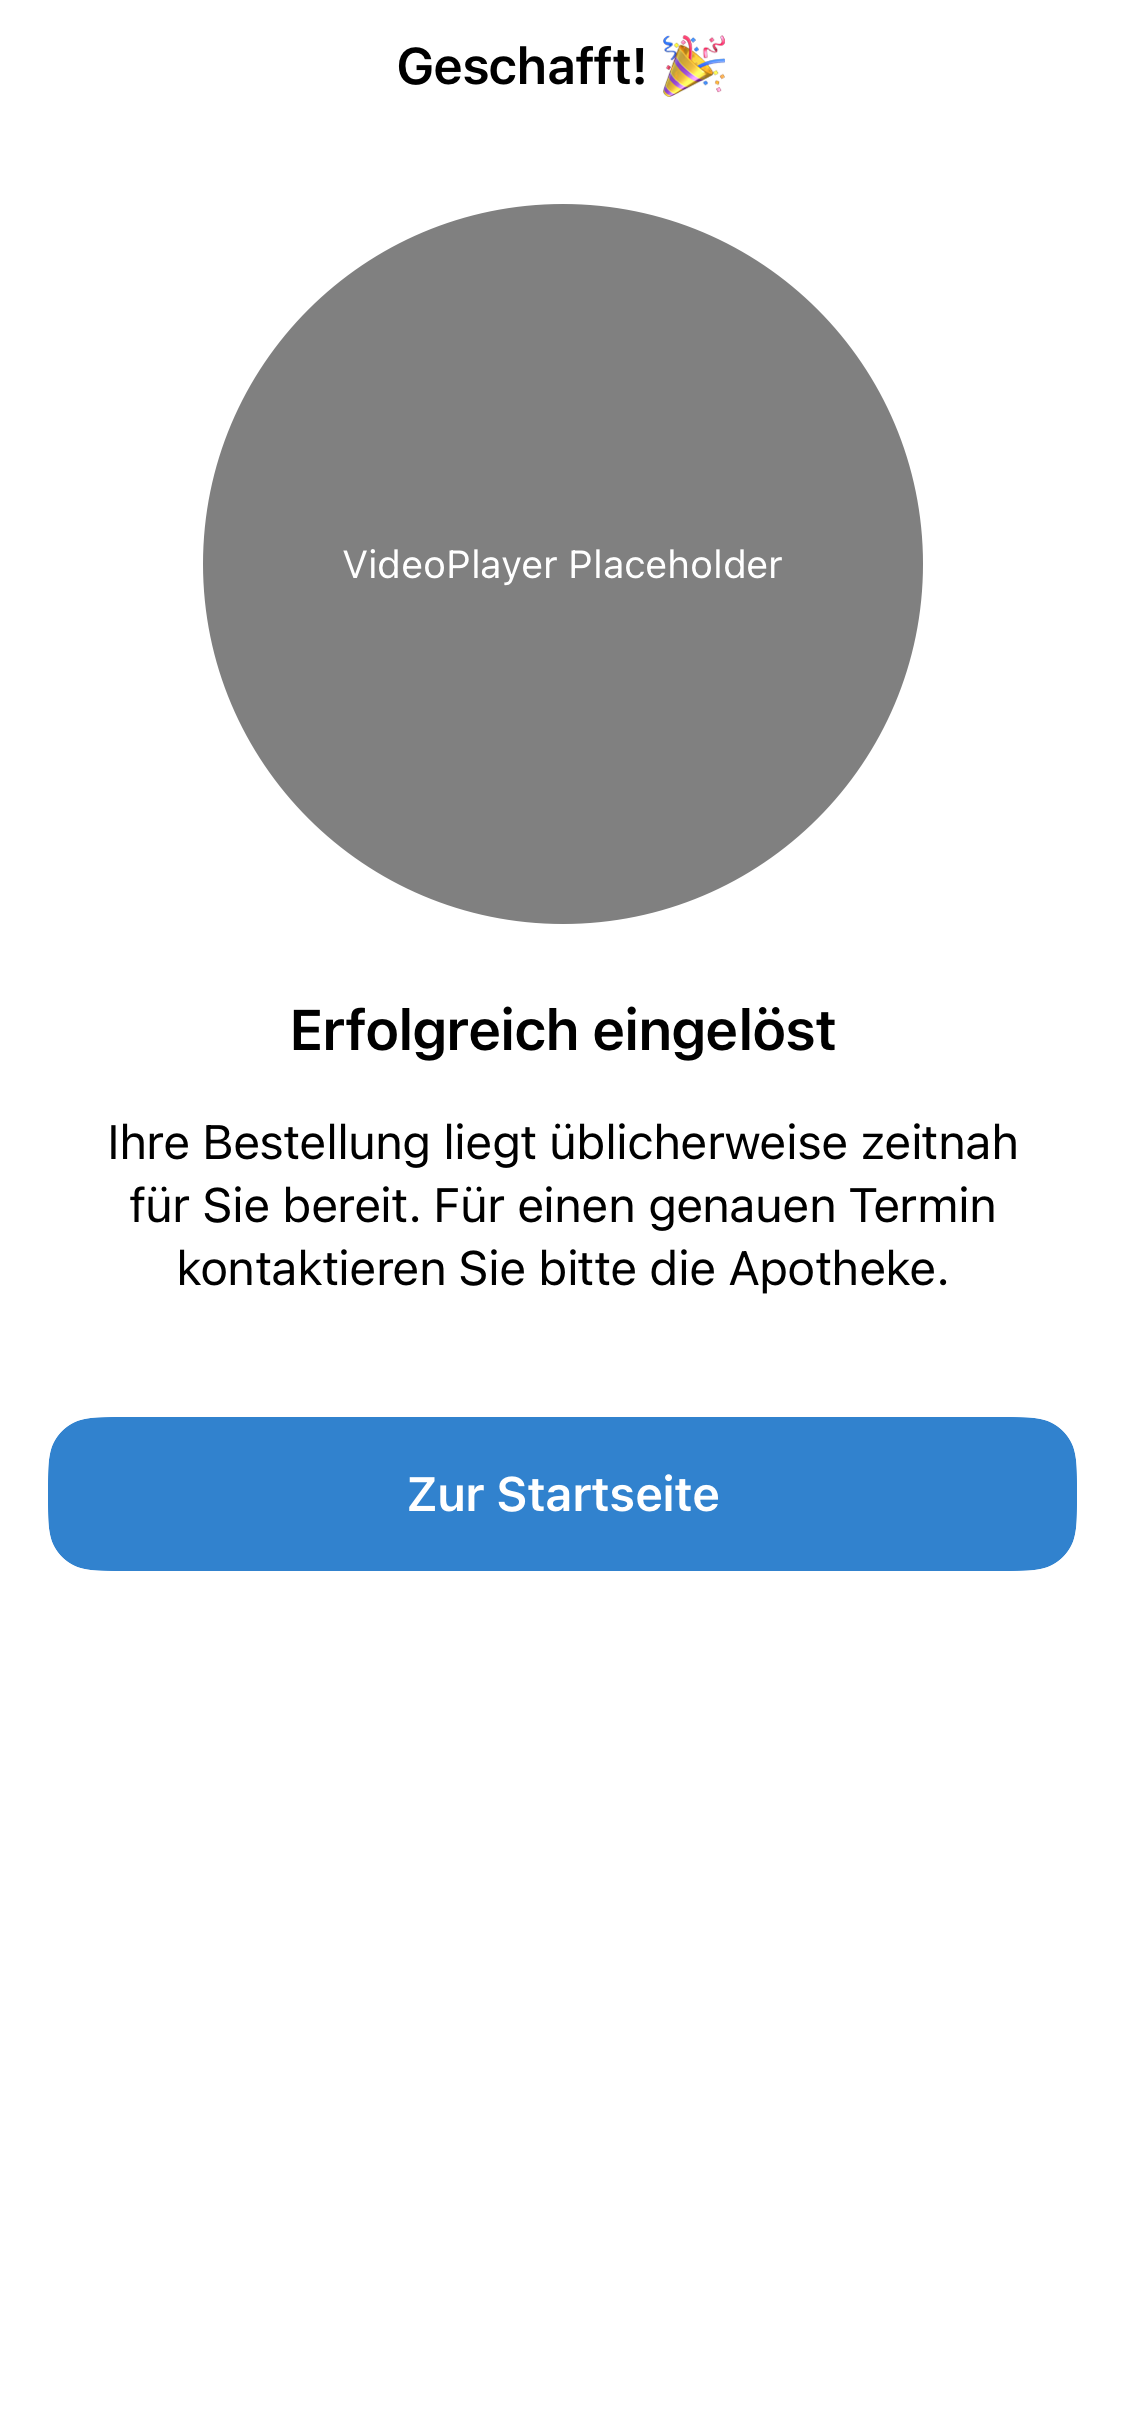 Geschafft! 🎉
VideoPlayer Placeholder
Erfolgreich eingelöst
Ihre Bestellung liegt üblicherweise zeitnah
für Sie bereit. Für einen genauen Termin
kontaktieren Sie bitte die Apotheke.
Zur Startseite